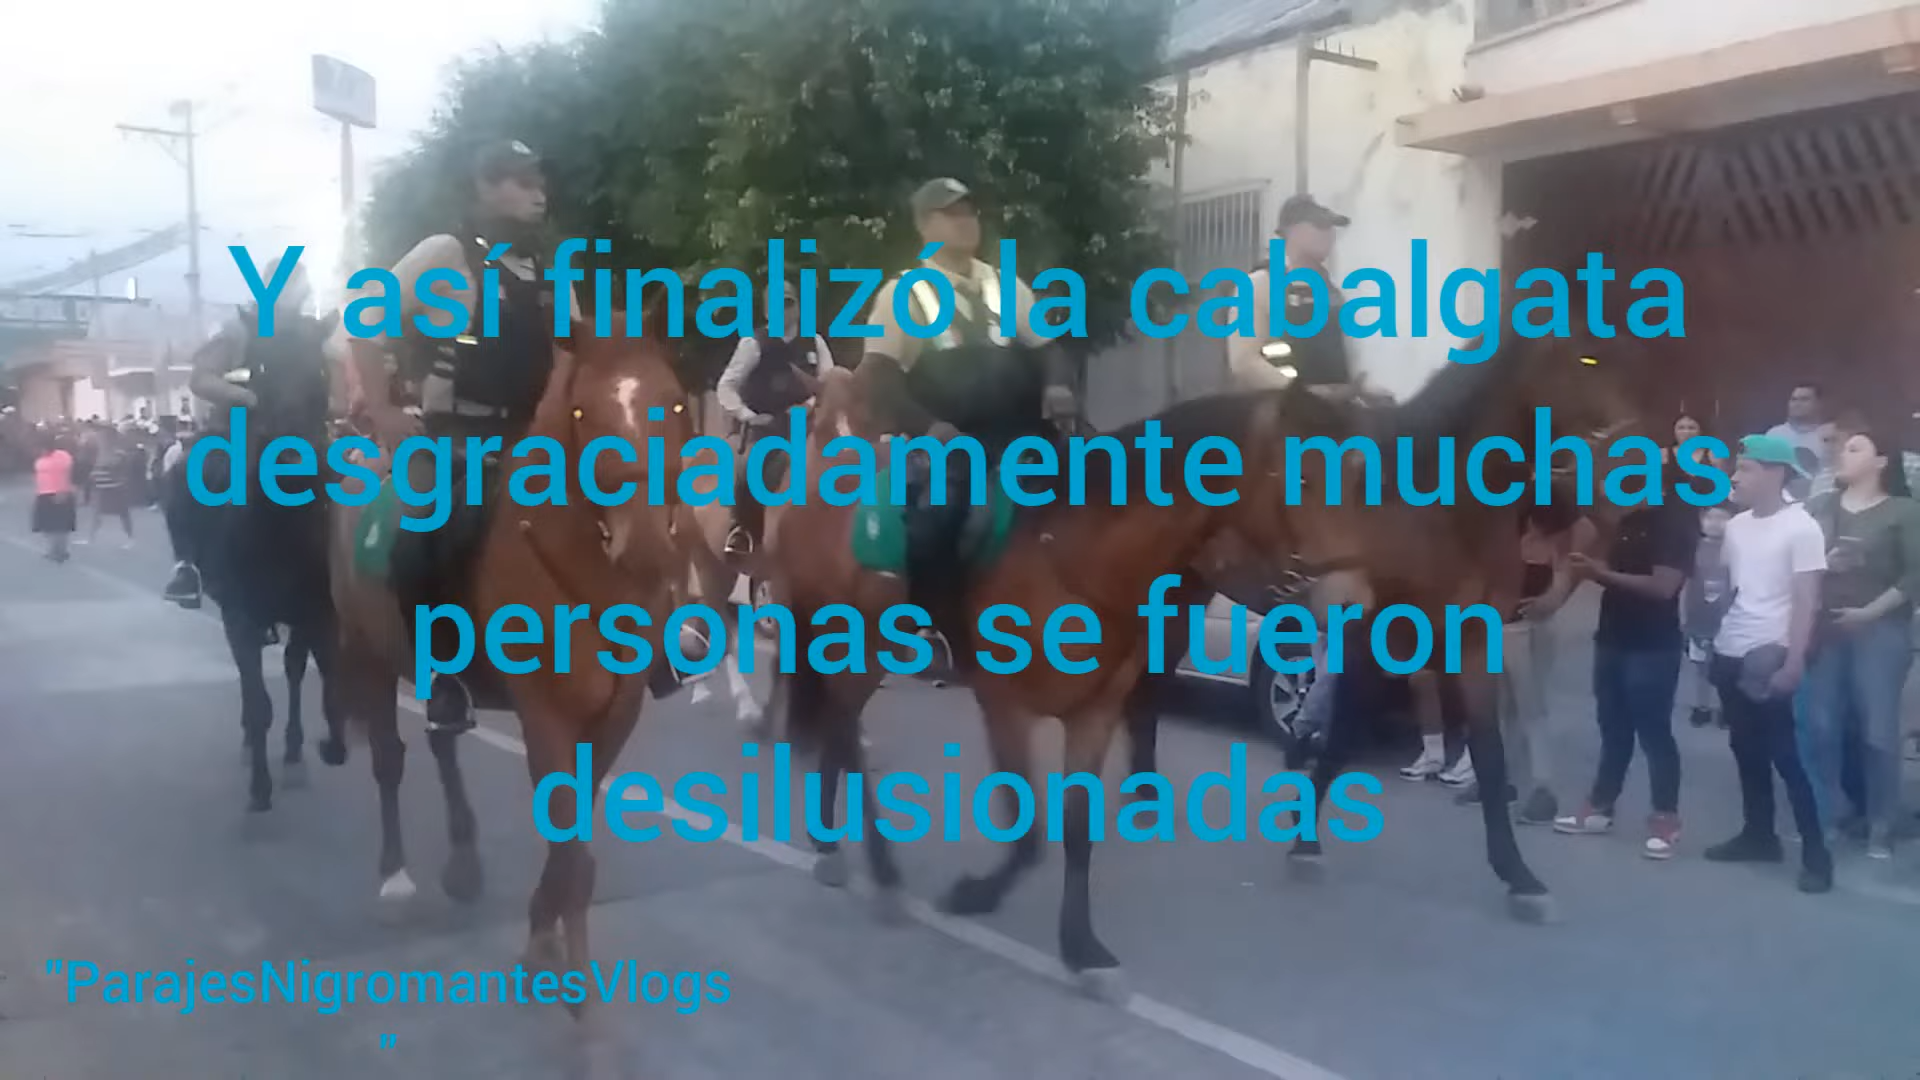 Y así finalizó la cabalgata
desgraciadamente muchas
personas se fueron
desilusionadas
"ParajesNigromantesVlogs
"